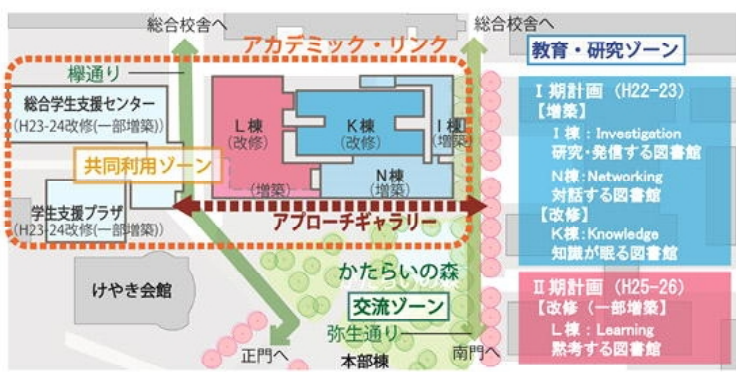 総合校舎へ
総合校舎へ
アカデミック・リンク
教育・研究ゾーン
欅通り
総合学生支援センター
(H23-24改修(一部増築))
L棟
(改修)
(増築)
K棟
(改修)
I棟
(増築)
N棟
(増築)
共同利用ゾーン
学生支援プラザ
(H23-24改修(一部増築))
アプローチギャラリー
けやき会館
かたらいの森
交流ゾーン
弥生通り
正門へ
本部棟
南門へ
Ⅰ期計画（H22-23）
【増築】
I棟：Investigation
研究・発信する図書館
N棟：Networking
対話する図書館
【改修】
K棟：Knowledge
知識が眠る図書館
Ⅱ期計画（H25-26）
【改修（一部増築）】
L棟：Learning
黙考する図書館